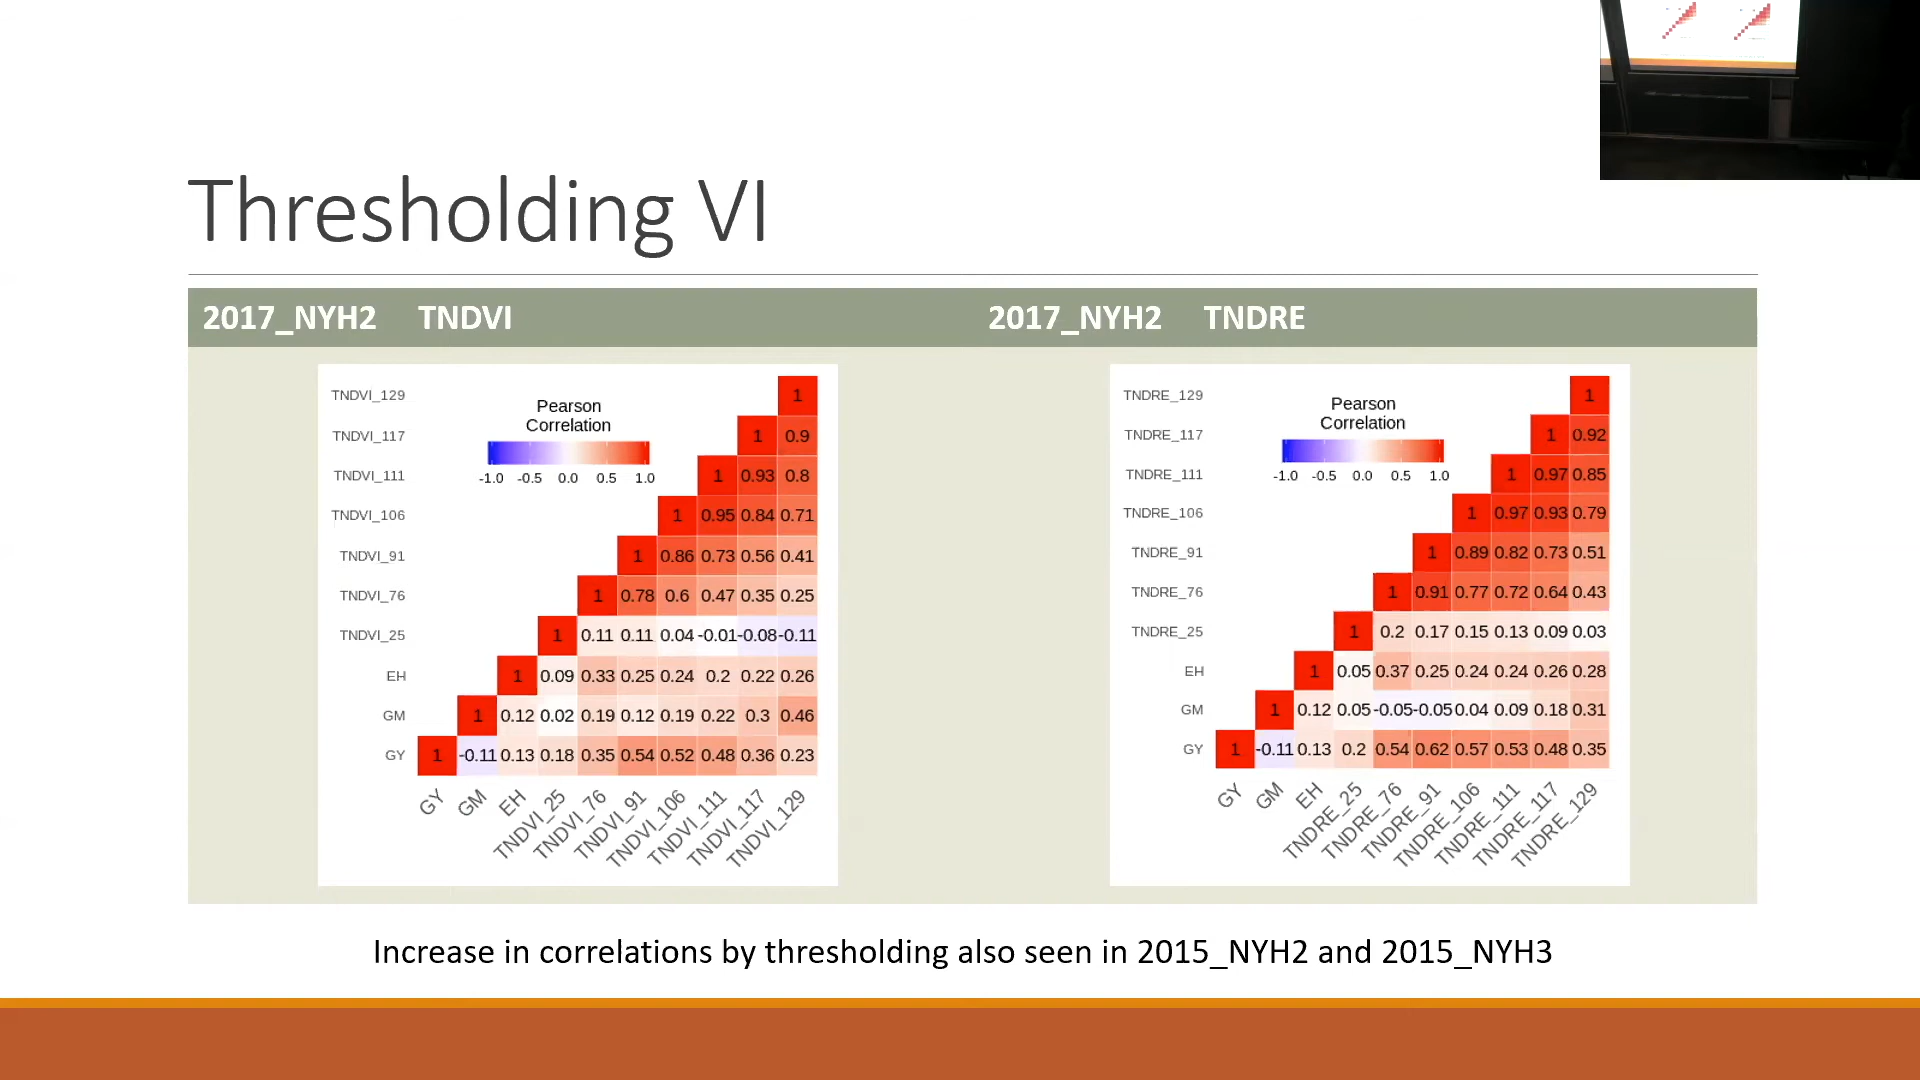 Thresholding VI
2017_NYH2 TNDVI
2017_NYH2 TNDRE
Pearson
Correlation
-1.0 -0.5 0.0 0.5 1.0
TNDVI_129 1
TNDVI_117 1 0.9
TNDVI_111 1 0.93 0.8
TNDVI_106 1 0.95 0.84 0.71
TNDVI_91 1 0.86 0.73 0.56 0.41
TNDVI_76 1 0.78 0.6 0.47 0.35 0.25
TNDVI_25 1 0.11 0.11 0.04 -0.01 -0.08 -0.11
EH 1 0.09 0.33 0.25 0.24 0.2 0.22 0.26
GM 1 0.12 0.02 0.19 0.12 0.19 0.22 0.3 0.46
GY 1 -0.11 0.13 0.18 0.35 0.54 0.52 0.48 0.36 0.23
GY GM EH TNDVI_25 TNDVI_76 TNDVI_91 TNDVI_106 TNDVI_111 TNDVI_117 TNDVI_129
Pearson
Correlation
-1.0 -0.5 0.0 0.5 1.0
TNDRE_129 1
TNDRE_117 1 0.92
TNDRE_111 1 0.97 0.85
TNDRE_106 1 0.97 0.93 0.79
TNDRE_91 1 0.89 0.82 0.73 0.51
TNDRE_76 1 0.91 0.77 0.72 0.64 0.43
TNDRE_25 1 0.2 0.17 0.15 0.13 0.09 0.03
EH 1 0.05 0.37 0.25 0.24 0.24 0.26 0.28
GM 1 0.12 0.05 -0.05 -0.05 0.04 0.09 0.18 0.31
GY 1 -0.11 0.13 0.2 0.54 0.62 0.57 0.53 0.48 0.35
GY GM EH TNDRE_25 TNDRE_76 TNDRE_91 TNDRE_106 TNDRE_111 TNDRE_117 TNDRE_129
Increase in correlations by thresholding also seen in 2015_NYH2 and 2015_NYH3